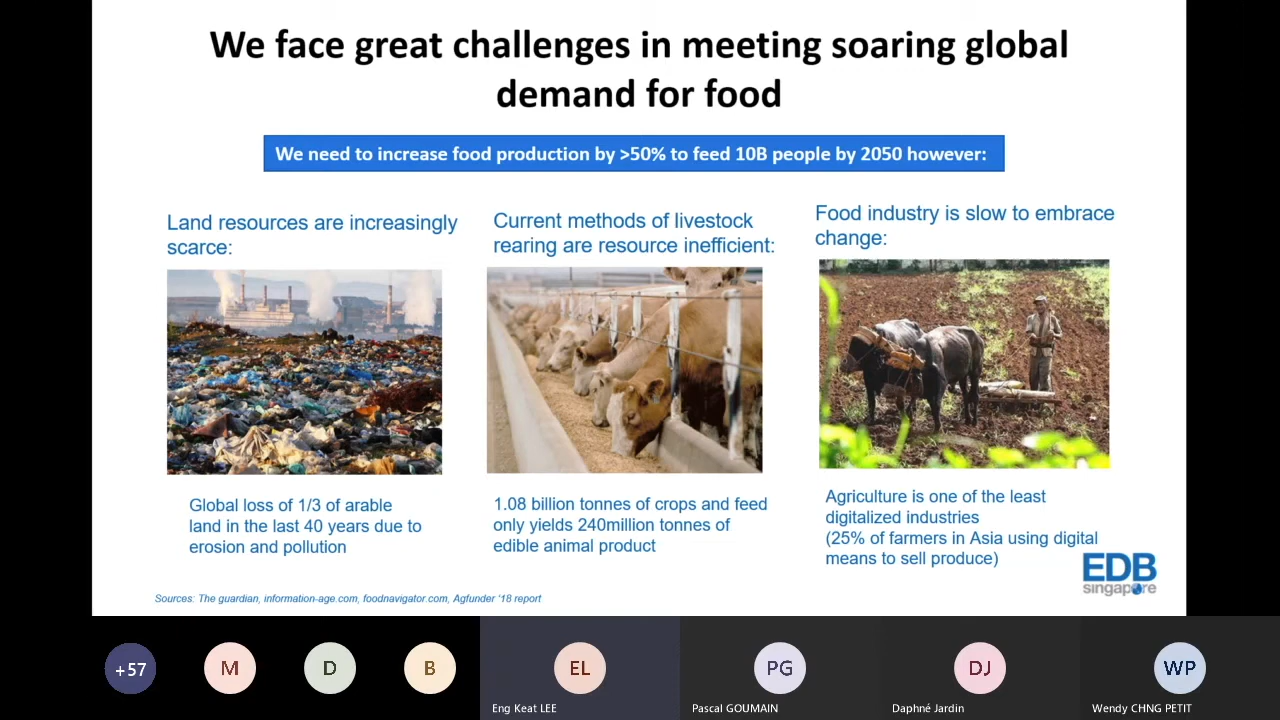 We face great challenges in meeting soaring global
demand for food
We need to increase food production by >50% to feed 10B people by 2050 however:
Land resources are increasingly
scarce:
Current methods of livestock
rearing are resource inefficient:
Food industry is slow to embrace
change:
Global loss of 1/3 of arable
land in the last 40 years due to
erosion and pollution
1.08 billion tonnes of crops and feed
only yields 240million tonnes of
edible animal product
Agriculture is one of the least
digitalized industries
(25% of farmers in Asia using digital
means to sell produce)
EDB
singapore
Sources: The guardian, information-age.com, foodnavigator.com, Agfunder '18 report
+57
M
D
B
EL
PG
DJ
WP
Eng Keat LEE
Pascal GOUMAIN
Daphné Jardin
Wendy CHNG PETIT